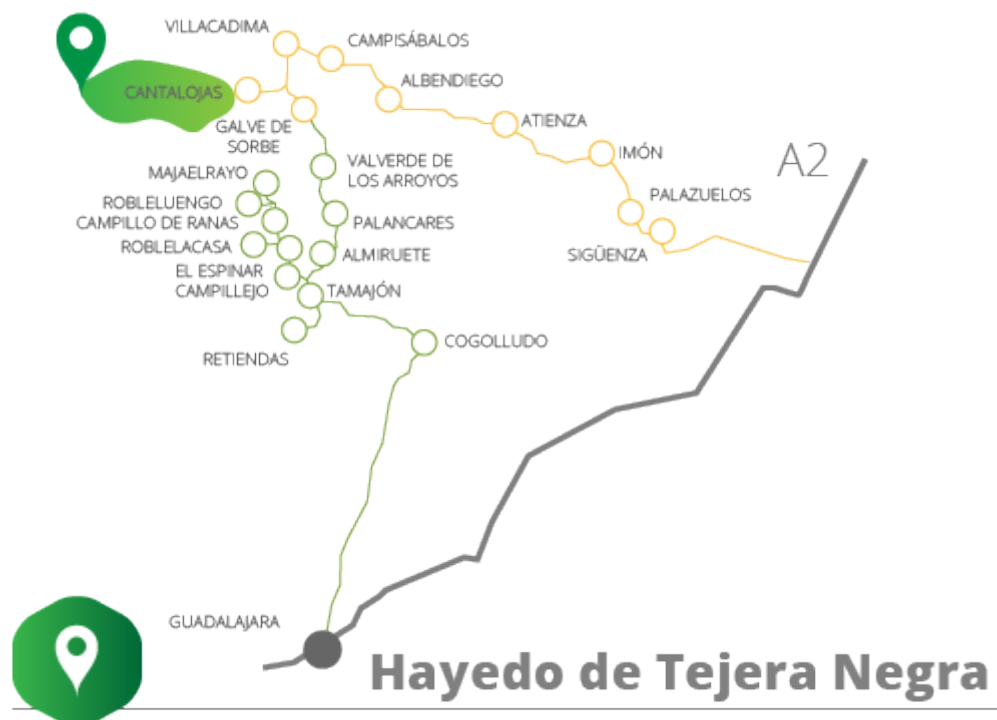 VILLACADIMA
CAMPISÁBALOS
CANTALOJAS
ALBENDIEGO
GALVE DE
SORBE
ATIENZA
IMÓN
A2
MAJAELRAYO
VALVERDE DE
LOS ARROYOS
ROBLELUENGO
CAMPILLO DE RANAS
PALAZUELOS
PALANCARES
ROBLELACASA
ALMIRUETE
SIGÜENZA
EL ESPINAR
CAMPILLEJO
TAMAJÓN
COGOLLUDO
RETIENDAS
GUADALAJARA
Hayedo de Tejera Negra